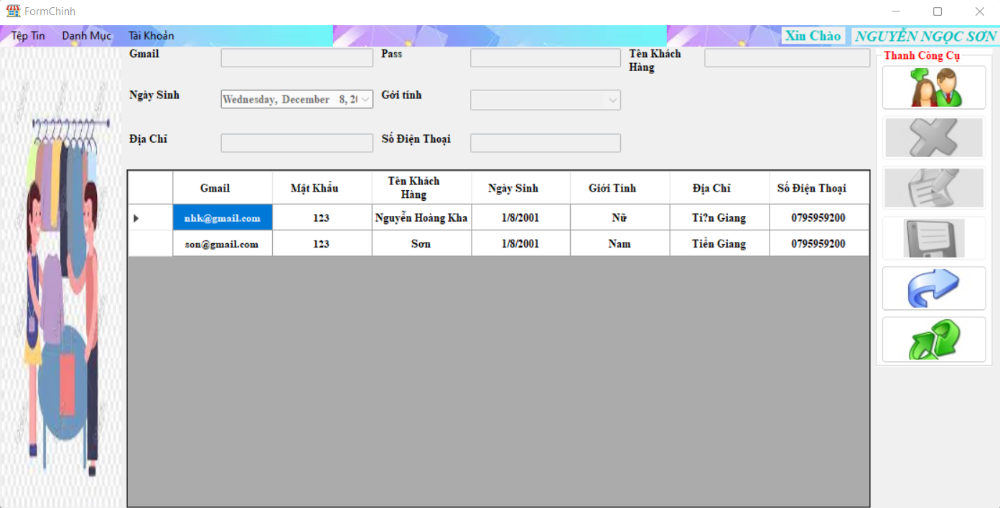 FormChinh
Tệp Tin Danh Mục Tài Khoản
Xin Chào NGUYỄN NGỌC SƠN
Gmail Pass Tên Khách
Hàng
Thanh Công Cụ
Ngày Sinh Wednesday, December 8, 20 Gới tính
Địa Chỉ Số Điện Thoại
Gmail Mật Khẩu Tên Khách
Hàng Ngày Sinh Giới Tính Địa Chỉ Số Điện Thoại
nhk@gmail.com 123 Nguyễn Hoàng Kha 1/8/2001 Nữ Ti?n Giang 0795959200
son@gmail.com 123 Sơn 1/8/2001 Nam Tiền Giang 0795959200